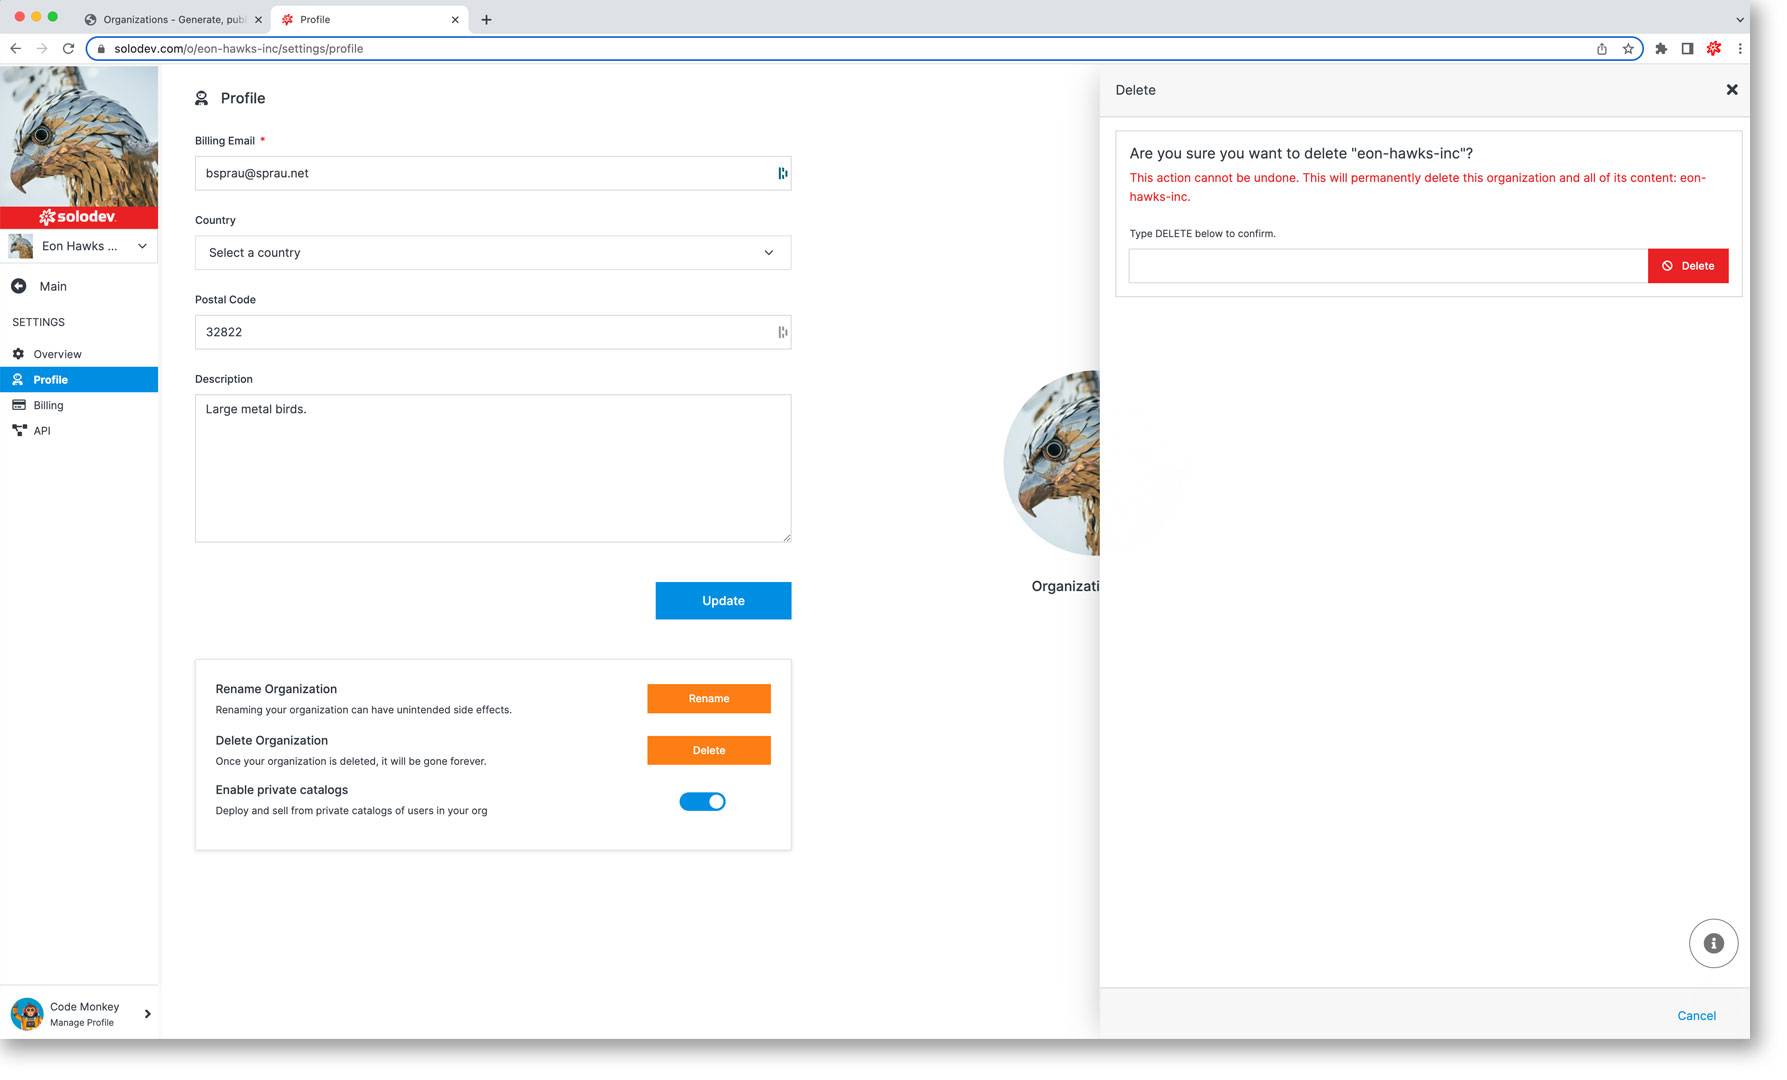 Organizations - Generate, publ
Profile
solodev.com/o/eon-hawks-inc/settings/profile
solodev
Eon Hawks ...
Main
SETTINGS
Overview
Profile
Billing
API
Code Monkey
Manage Profile
Profile
Billing Email *
bsprau@sprau.net
Country
Select a country
Postal Code
32822
Description
Large metal birds.
Update
Rename Organization
Renaming your organization can have unintended side effects.
Rename
Delete Organization
Once your organization is deleted, it will be gone forever.
Delete
Enable private catalogs
Deploy and sell from private catalogs of users in your org
Organizati
Delete
Are you sure you want to delete "eon-hawks-inc"?
This action cannot be undone. This will permanently delete this organization and all of its content: eon-
hawks-inc.
Type DELETE below to confirm.
Delete
Cancel